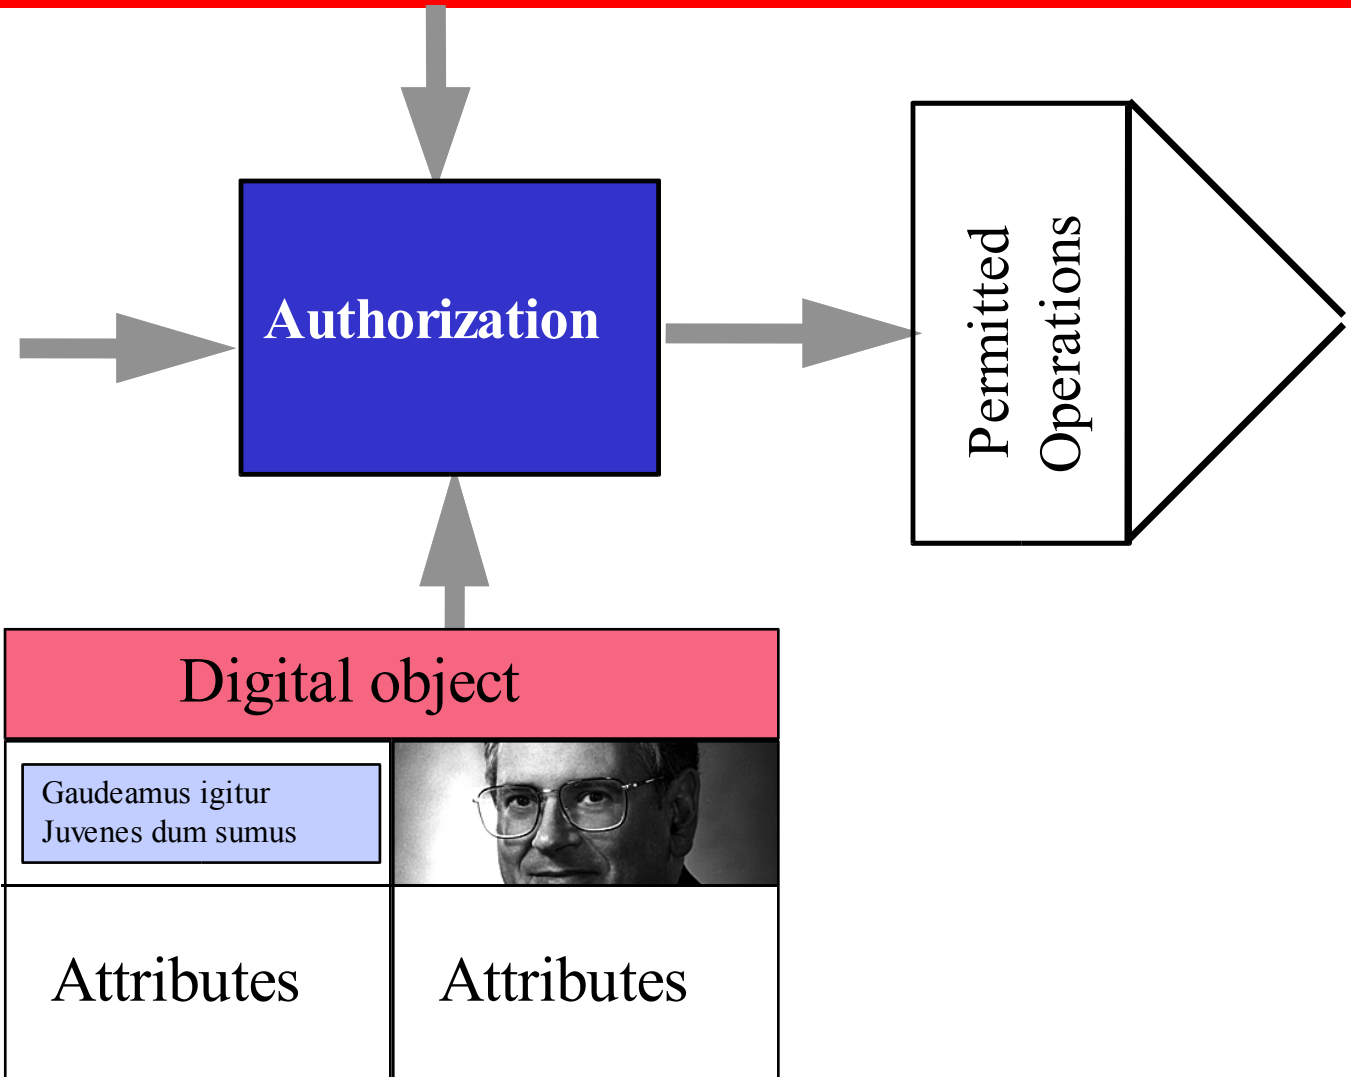 Authorization
Permitted
Operations
Digital object
Gaudeamus igitur
Juvenes dum sumus
Attributes
Attributes